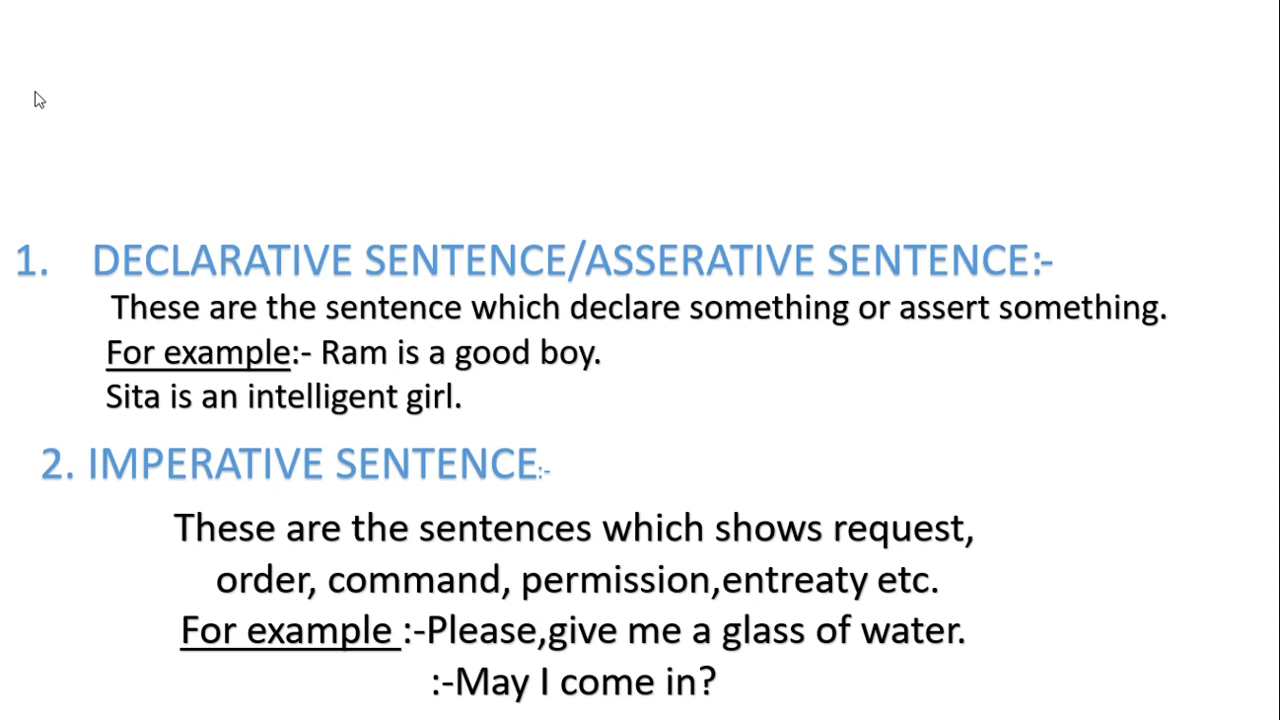 1. DECLARATIVE SENTENCE/ASSERATIVE SENTENCE:-
These are the sentence which declare something or assert something.
For example:- Ram is a good boy.
Sita is an intelligent girl.
2. IMPERATIVE SENTENCE:-
These are the sentences which shows request,
order, command, permission,entreaty etc.
For example :-Please,give me a glass of water.
:-May I come in?